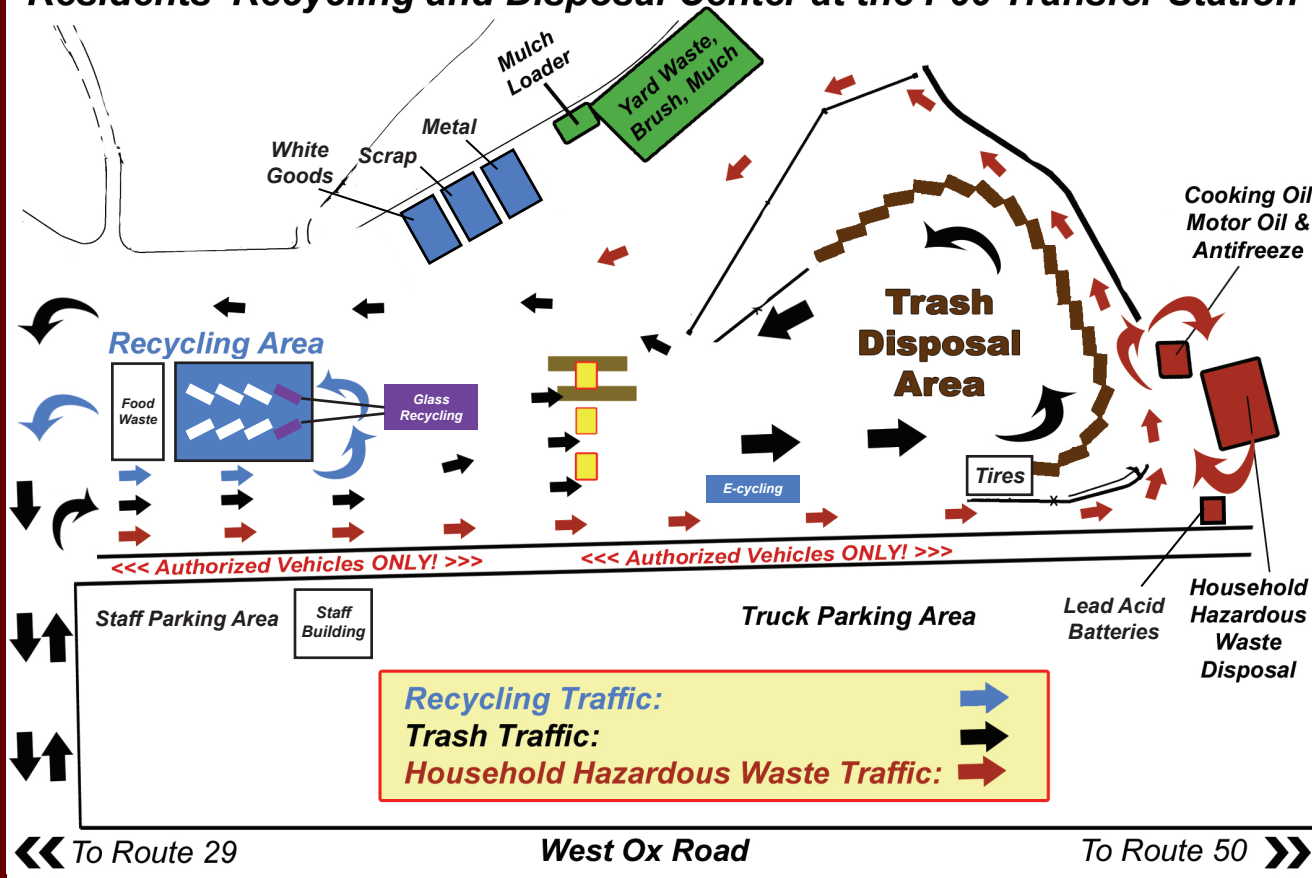 Residents' Recycling and Disposal Center at the I-66 Transfer Station
Mulch
Loader
Yard Waste,
Brush, Mulch
Metal
Scrap
White
Goods
Cooking Oil
Motor Oil &
Antifreeze
Trash
Disposal
Area
Recycling Area
Food
Waste
Glass
Recycling
E-cycling
Tires
<<< Authorized Vehicles ONLY! >>>
<<< Authorized Vehicles ONLY! >>>
Staff Parking Area
Staff
Building
Truck Parking Area
Lead Acid
Batteries
Household
Hazardous
Waste
Disposal
Recycling Traffic:
Trash Traffic:
Household Hazardous Waste Traffic:
To Route 29
West Ox Road
To Route 50